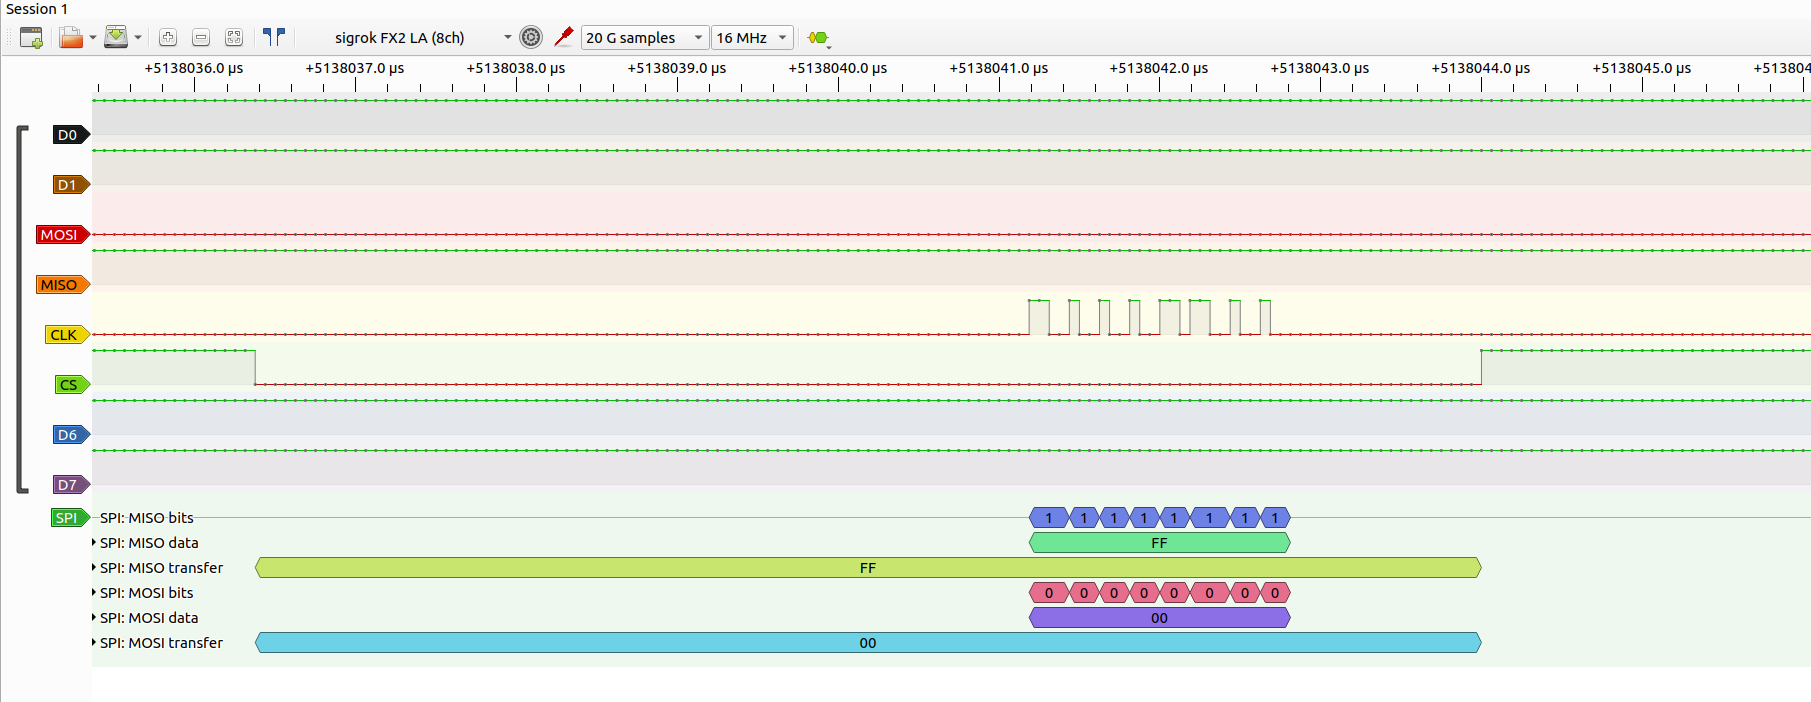 Session 1
sigrok FX2 LA (8ch) 20 G samples 16 MHz
+5138036.0 µs +5138037.0 µs +5138038.0 µs +5138039.0 µs +5138040.0 µs +5138041.0 µs +5138042.0 µs +5138043.0 µs +5138044.0 µs +5138045.0 µs +513804
D0
D1
MOSI
MISO
CLK
CS
D6
D7
SPI SPI: MISO bits 1 1 1 1 1 1 1 1
SPI: MISO data FF
SPI: MISO transfer FF
SPI: MOSI bits 0 0 0 0 0 0 0 0
SPI: MOSI data 00
SPI: MOSI transfer 00